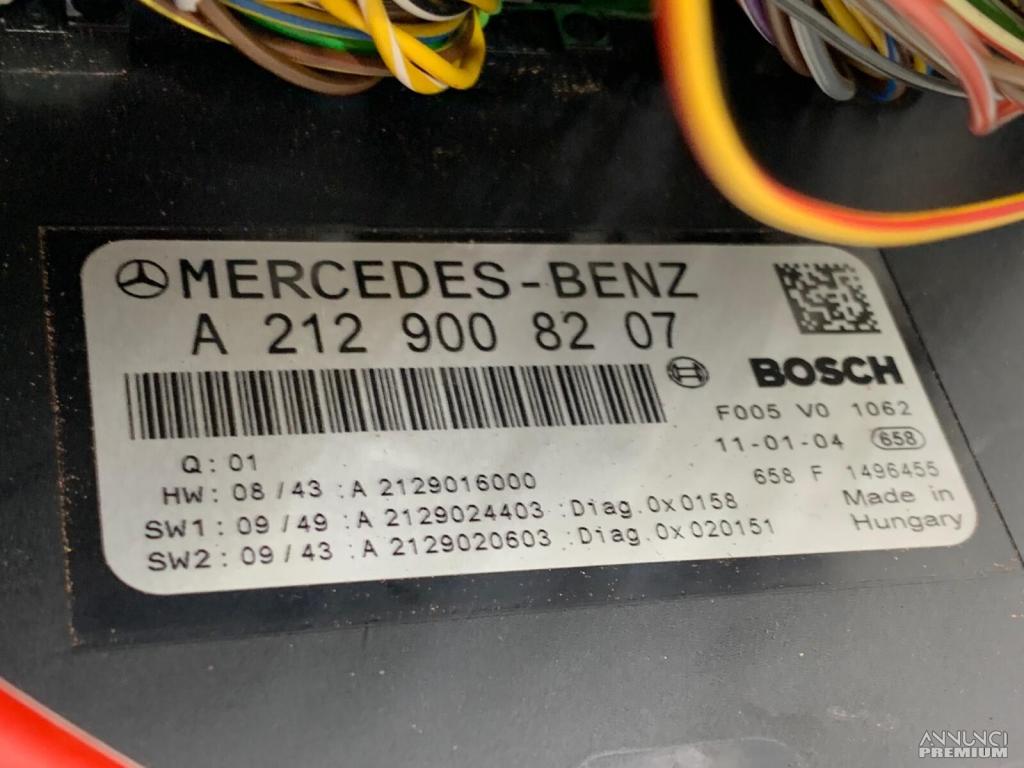 MERCEDES-BENZ
A 212 900 82 07
BOSCH
F005 V0 1062
11-01-04 658
658 F 1496455
Made in
Hungary
Q: 01
HW: 08/43 :A 2129016000
SW1: 09/49 :A 2129024403 :Diag.0x0158
SW2: 09/43 :A 2129020603 :Diag.0x020151
ANNUNCI
PREMIUM